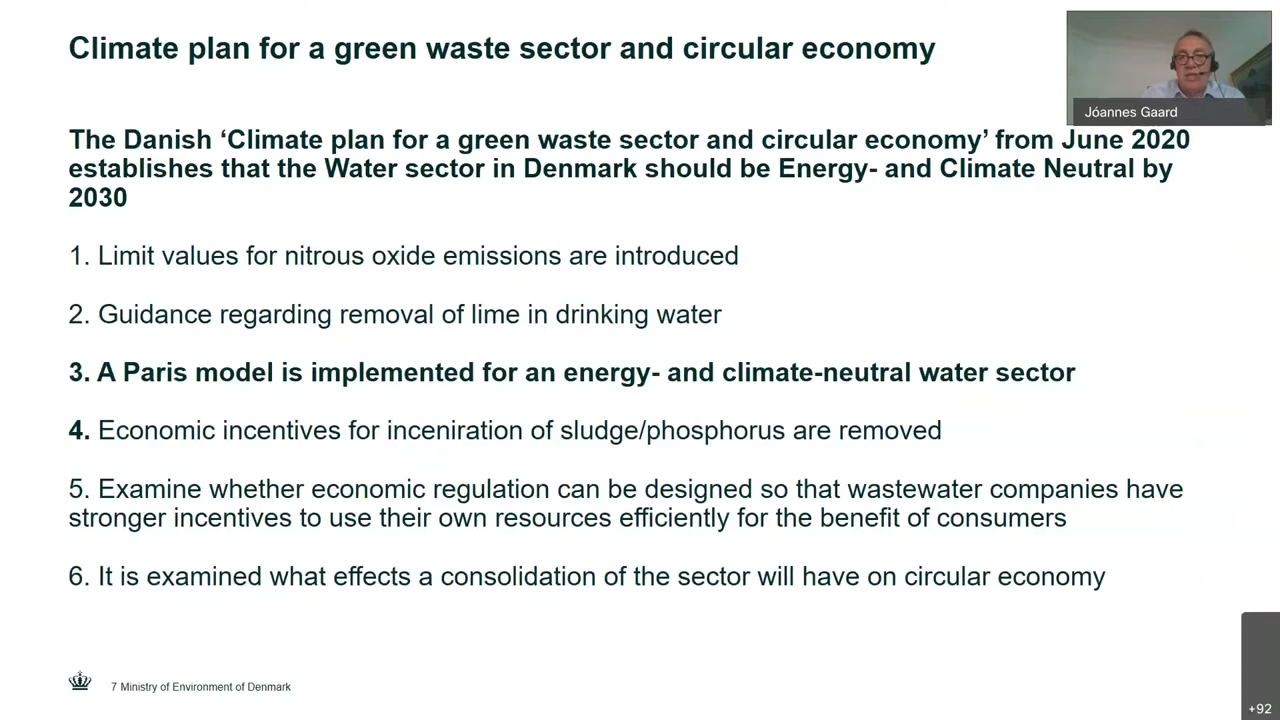 Climate plan for a green waste sector and circular economy
Jóannes Gaard
The Danish ‘Climate plan for a green waste sector and circular economy’ from June 2020
establishes that the Water sector in Denmark should be Energy- and Climate Neutral by
2030
1. Limit values for nitrous oxide emissions are introduced
2. Guidance regarding removal of lime in drinking water
3. A Paris model is implemented for an energy- and climate-neutral water sector
4. Economic incentives for inceniration of sludge/phosphorus are removed
5. Examine whether economic regulation can be designed so that wastewater companies have
stronger incentives to use their own resources efficiently for the benefit of consumers
6. It is examined what effects a consolidation of the sector will have on circular economy
7 Ministry of Environment of Denmark
+92